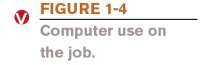 FIGURE 1-4
Computer use on
the job.